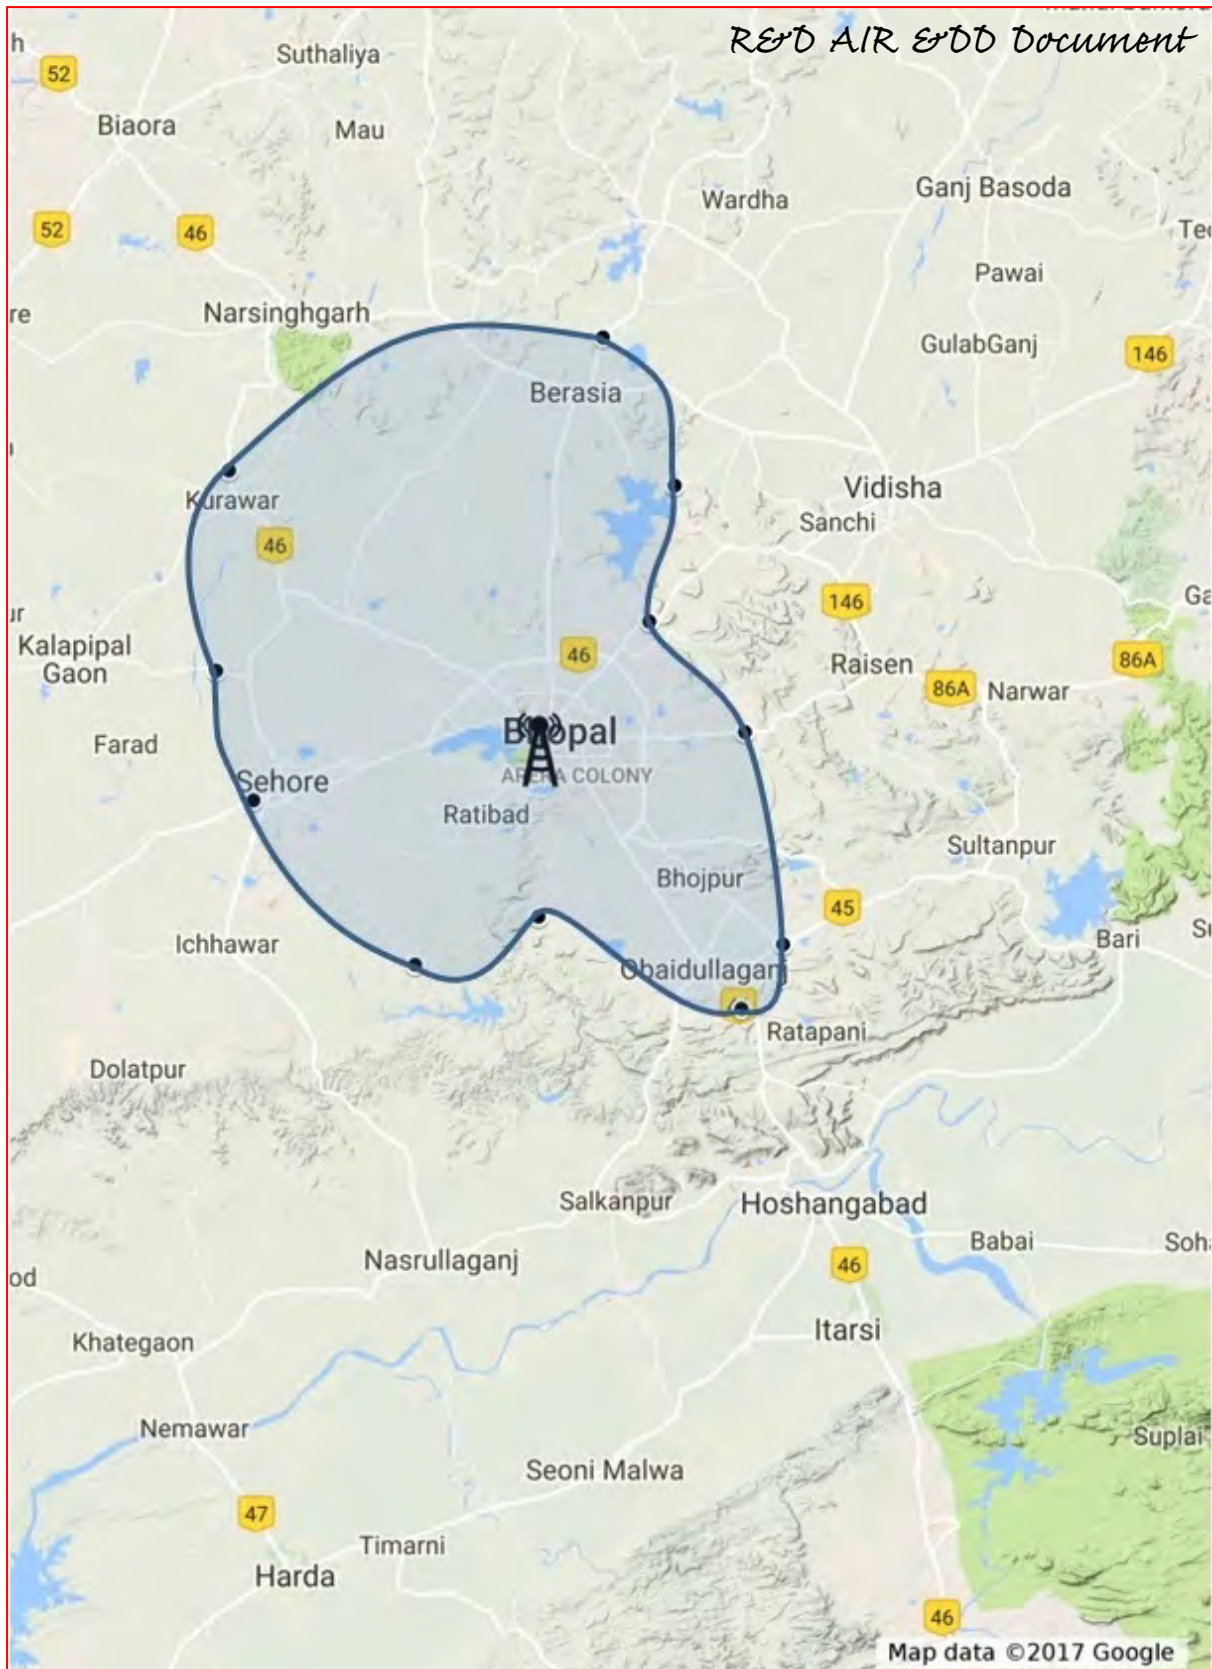 R&D AIR &DD Document
h
52
Suthaliya
Biaora
Mau
Wardha
Ganj Basoda
52
46
Pawai
Narsinghgarh
re
GulabGanj
146
Berasia
Vidisha
Kurawar
Sanchi
46
146
ur
Kalapipal
Gaon
46
Raisen
86A
86A
Narwar
Farad
Bhopal
ARERA COLONY
Sehore
Ratibad
Sultanpur
Bhojpur
45
Ichhawar
Bari
Obaidullaganj
Ratapani
Dolatpur
Salkanpur
Hoshangabad
Babai
Nasrullaganj
46
od
Khategaon
Itarsi
Nemawar
Suplai
Seoni Malwa
47
Timarni
Harda
46
Map data ©2017 Google